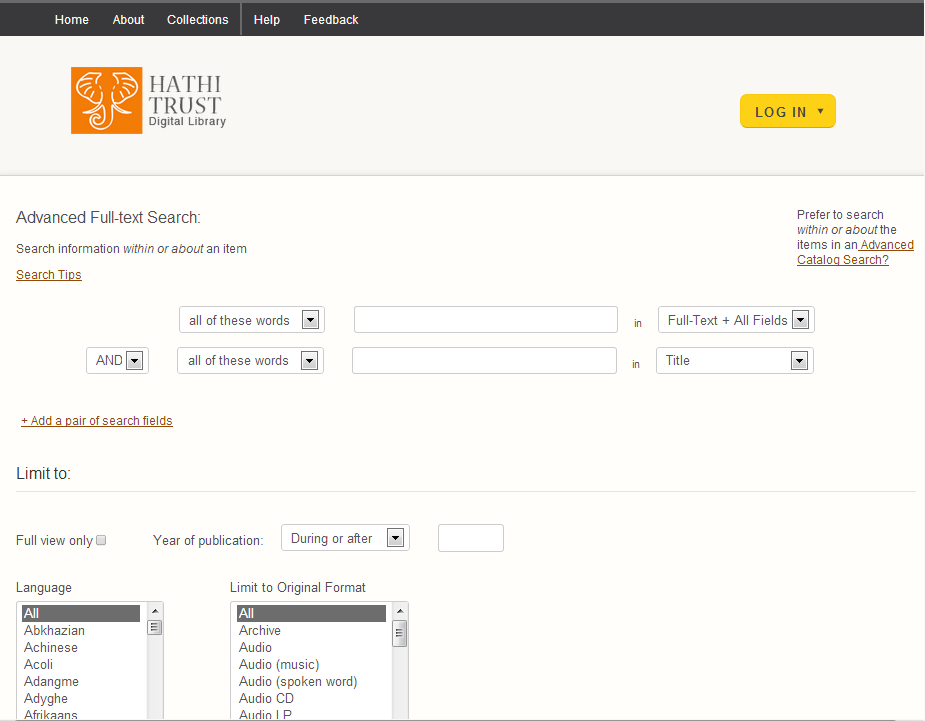 Home About Collections Help Feedback
HATHI
TRUST
Digital Library
LOG IN
Advanced Full-text Search:
Search information within or about an item
Search Tips
Prefer to search
within or about the
items in an Advanced
Catalog Search?
all of these words in Full-Text + All Fields
AND all of these words in Title
+ Add a pair of search fields
Limit to:
Full view only Year of publication: During or after
Language Limit to Original Format
All All
Abkhazian Archive
Achinese Audio
Acoli Audio (music)
Adangme Audio (spoken word)
Adyghe Audio CD
Afrikaans Audio LP